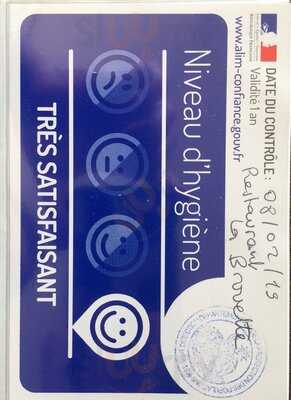 DATE DU CONTRÔLE : 08/02/19
Validité 1 an
www.alim-confiance.gouv.fr
Restaurant
La Brouette
Niveau d'hygiène
TRÈS SATISFAISANT